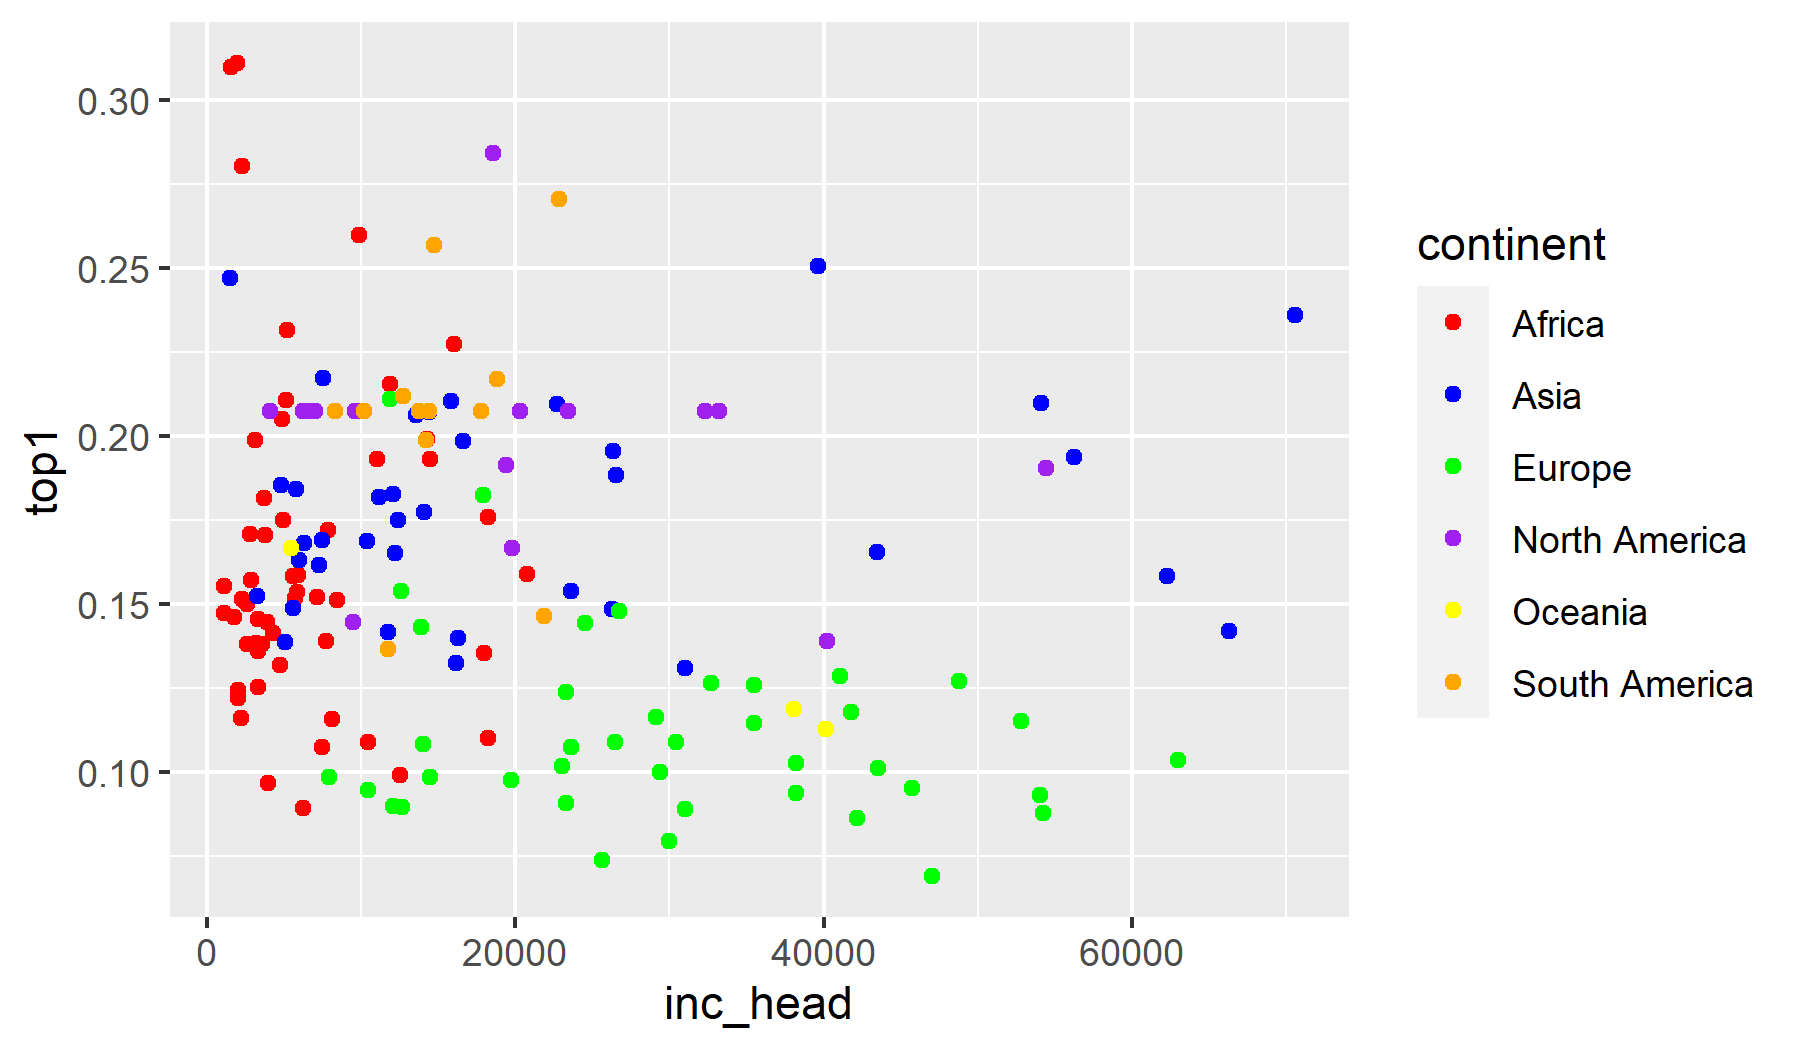 0.30
0.25
0.20
0.15
0.10
top1
0
20000
40000
60000
inc_head
continent
Africa
Asia
Europe
North America
Oceania
South America